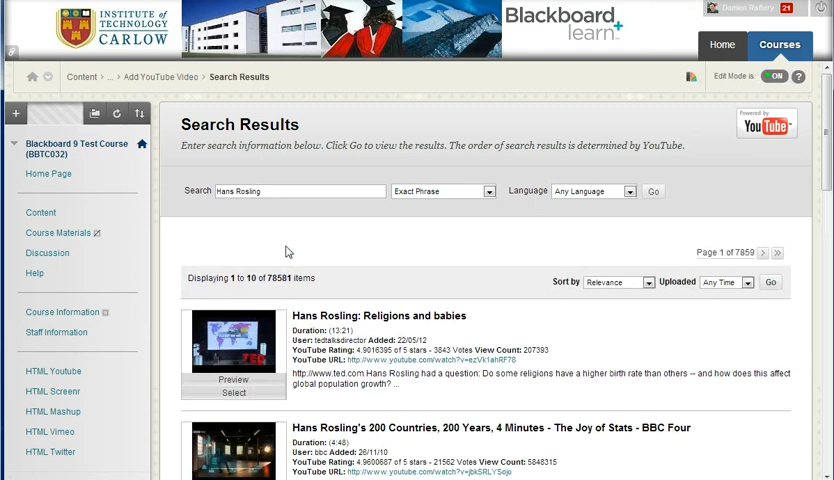 INSTITUTE of
TECHNOLOGY
CARLOW
Blackboard
learn+
Damien Raftery 21
Home Courses
Content > ... > Add YouTube Video > Search Results
Edit Mode is: ON ?
Blackboard 9 Test Course
(BBTC032)
Home Page
Content
Course Materials
Discussion
Help
Course Information
Staff Information
HTML Youtube
HTML Screenr
HTML Mashup
HTML Vimeo
HTML Twitter
Search Results
Powered by
YouTube
Enter search information below. Click Go to view the results. The order of search results is determined by YouTube.
Search Hans Rosling Exact Phrase Language Any Language Go
Page 1 of 7859
Displaying 1 to 10 of 78581 items
Sort by Relevance Uploaded Any Time Go
Hans Rosling: Religions and babies
Duration: (13:21)
User: tedtalksdirector Added: 22/05/12
YouTube Rating: 4.9016395 of 5 stars - 3843 Votes View Count: 207393
YouTube URL: http://www.youtube.com/watch?v=ezVk1ahRF78
http://www.ted.com Hans Rosling had a question: Do some religions have a higher birth rate than others -- and how does this affect
global population growth? ...
TED
Preview
Select
Hans Rosling's 200 Countries, 200 Years, 4 Minutes - The Joy of Stats - BBC Four
Duration: (4:48)
User: bbc Added: 26/11/10
YouTube Rating: 4.9600687 of 5 stars - 21562 Votes View Count: 5848315
YouTube URL: http://www.youtube.com/watch?v=jbkSRLYSojo